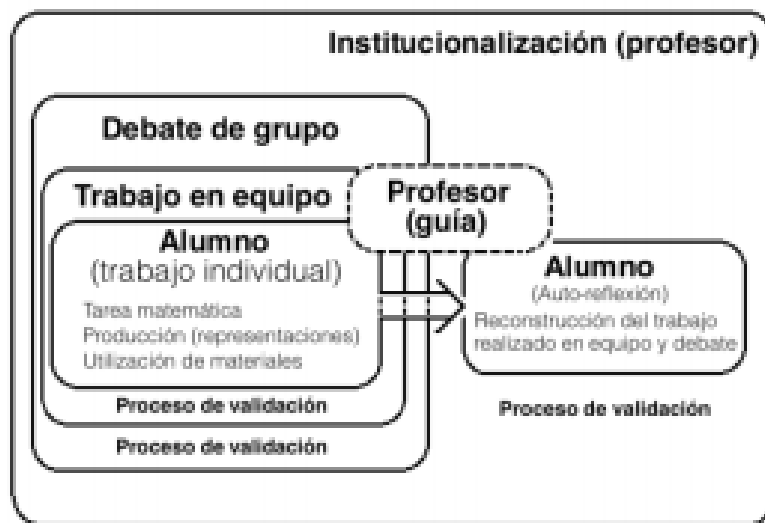 Institucionalización (profesor)
Debate de grupo
Trabajo en equipo
Profesor
(guía)
Alumno
(trabajo individual)
Tarea matemática
Producción (representaciones)
Utilización de materiales
Proceso de validación
Proceso de validación
Alumno
(Auto-reflexión)
Reconstrucción del trabajo
realizado en equipo y debate
Proceso de validación